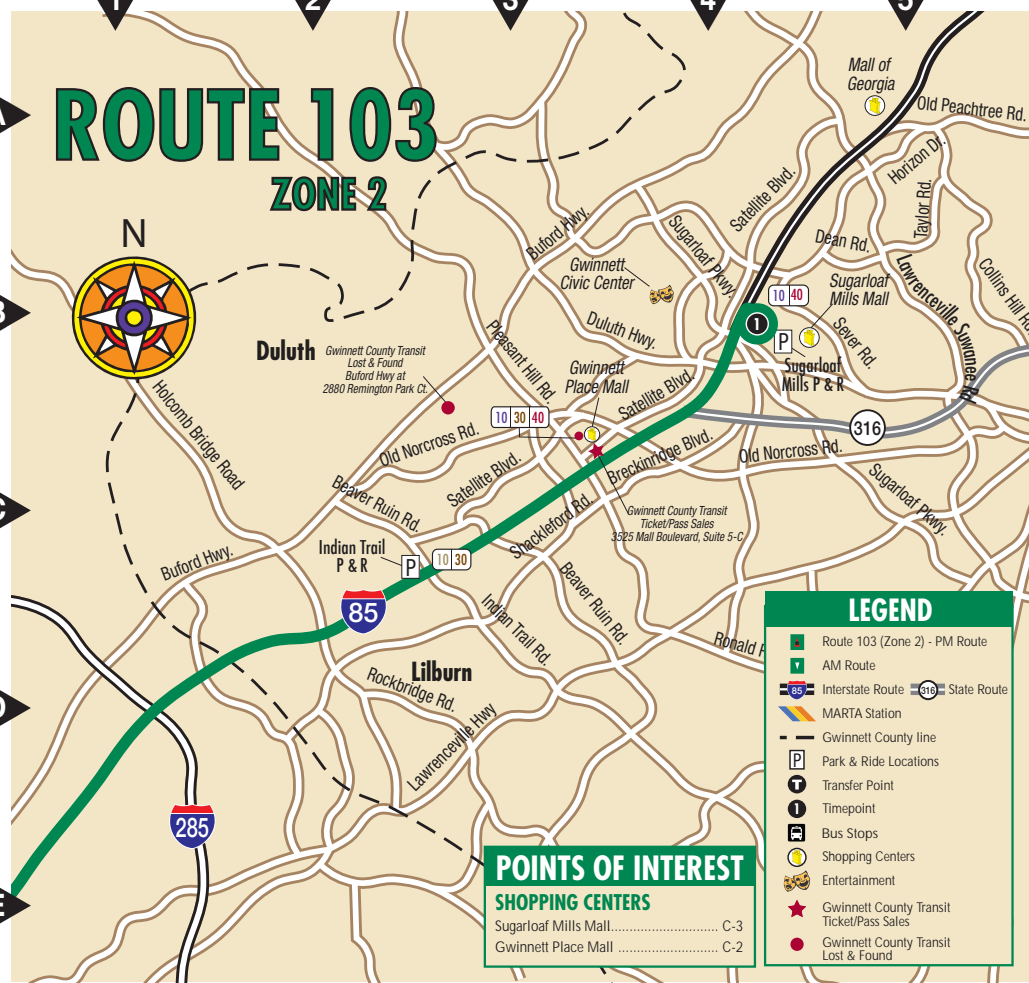 1 2 3 4 5
A
ROUTE 103
ZONE 2
N
Mall of
Georgia
Old Peachtree Rd.
Horizon Dr.
Taylor Rd.
Satellite Blvd.
Dean Rd.
Buford Hwy.
Sugarloaf Pkwy.
Lawrenceville Suwanee Rd
Collins Hill R
Gwinnett
Civic Center
10 40
Sugarloaf
Mills Mall
B
1
Duluth Hwy.
P
Sever Rd.
Sugarloaf
Mills P & R
Duluth
Gwinnett County Transit
Lost & Found
Buford Hwy at
2880 Remington Park Ct.
Pleasant Hill Rd.
Gwinnett
Place Mall
Satellite Blvd.
Holcomb Bridge Road
10 30 40
316
Old Norcross Rd.
Breckinridge Blvd.
Old Norcross Rd.
Satellite Blvd.
Beaver Ruin Rd.
Sugarloaf Pkwy.
C
Shackleford Rd.
Gwinnett County Transit
Ticket/Pass Sales
3525 Mall Boulevard, Suite 5-C
Buford Hwy.
Indian Trail
P & R
P
10 30
85
Beaver Ruin Rd.
Indian Trail Rd.
Ronald
Lilburn
Rockbridge Rd.
D
Lawrenceville Hwy
285
E
LEGEND
Route 103 (Zone 2) - PM Route
AM Route
85 Interstate Route 316 State Route
MARTA Station
Gwinnett County line
P Park & Ride Locations
T Transfer Point
1 Timepoint
Bus Stops
Shopping Centers
Entertainment
Gwinnett County Transit
Ticket/Pass Sales
Gwinnett County Transit
Lost & Found
POINTS OF INTEREST
SHOPPING CENTERS
Sugarloaf Mills Mall............................ C-3
Gwinnett Place Mall ........................... C-2